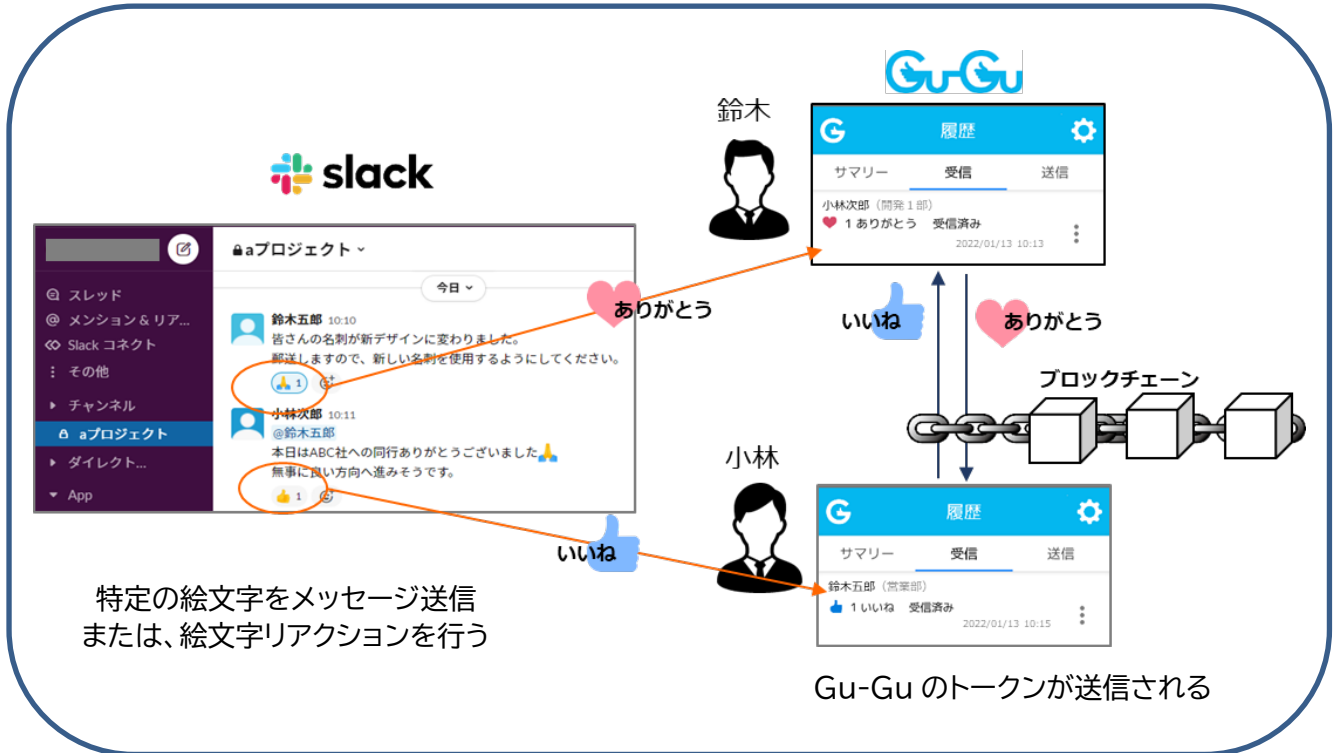 slack
aプロジェクト
今日
スレッド
@ メンション & リア...
Slack コネクト
その他
チャンネル
aプロジェクト
ダイレクト...
App
鈴木五郎 10:10
皆さんの名刺が新デザインに変わりました。
郵送しますので、新しい名刺を使用するようにしてください。
🙏 1
小林次郎 10:11
@鈴木五郎
本日はABC社への同行ありがとうございました🙏
無事に良い方向へ進みそうです。
👍 1
特定の絵文字をメッセージ送信
または、絵文字リアクションを行う
ありがとう
いいね
Gu-Gu
鈴木
G 履歴
サマリー 受信 送信
小林次郎（開発１部）
1 ありがとう 受信済み
2022/01/13 10:13
いいね
ありがとう
ブロックチェーン
小林
G 履歴
サマリー 受信 送信
鈴木五郎（営業部）
1 いいね 受信済み
2022/01/13 10:15
Gu-Gu のトークンが送信される